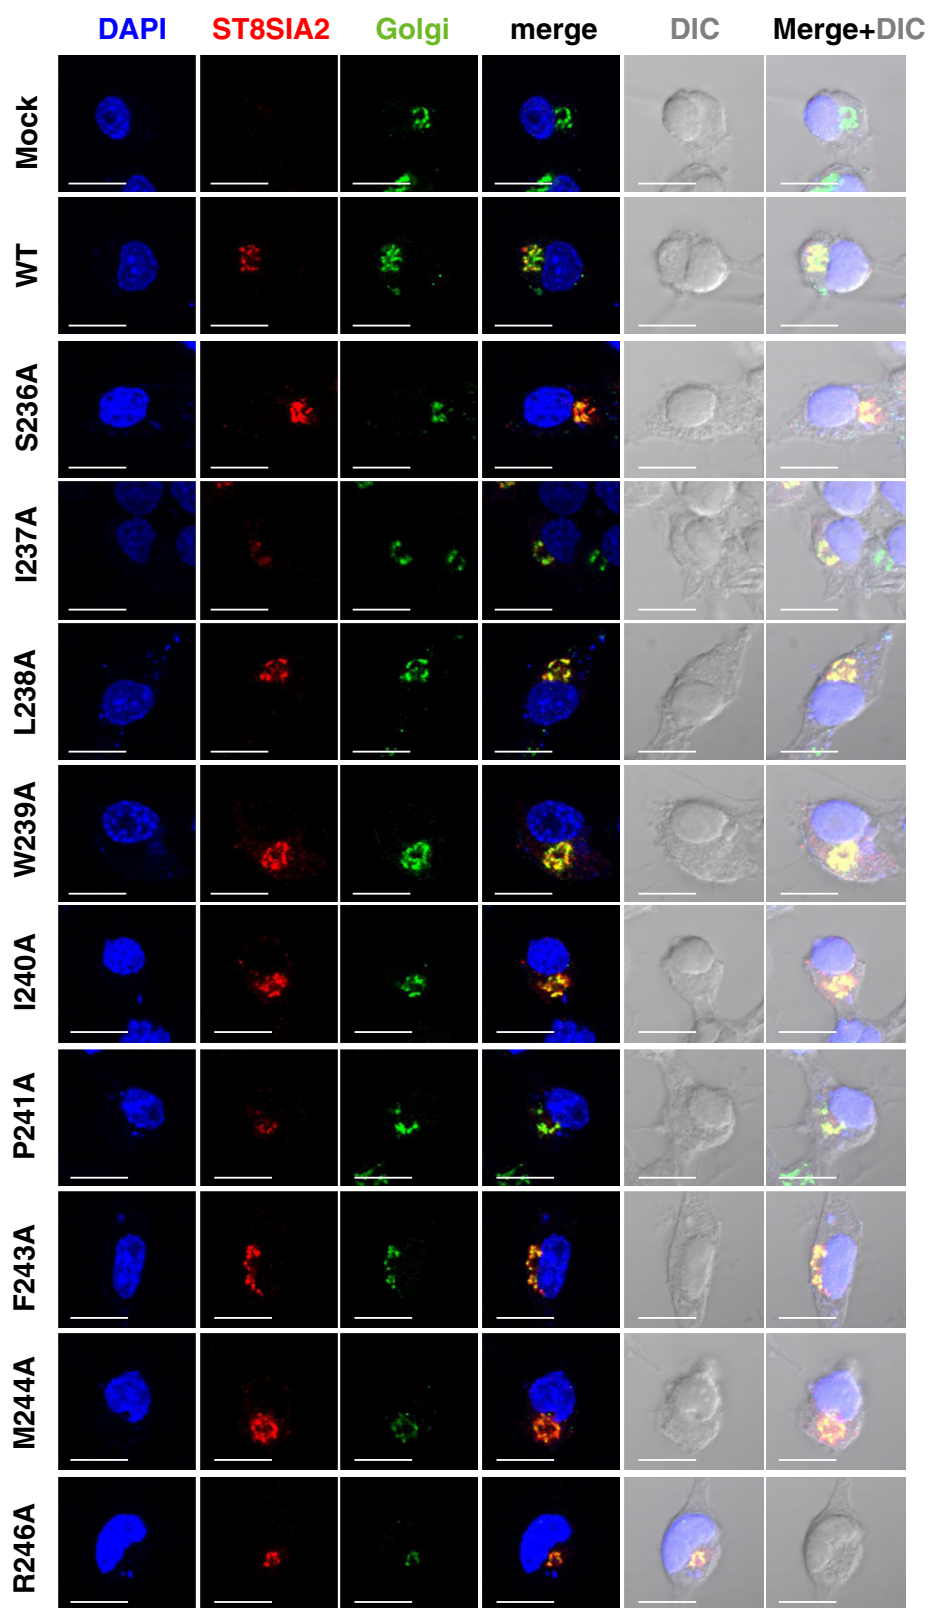 DAPI ST8SIA2 Golgi merge DIC Merge+DIC
Mock
WT
S236A
I237A
L238A
W239A
I240A
P241A
F243A
M244A
R246A